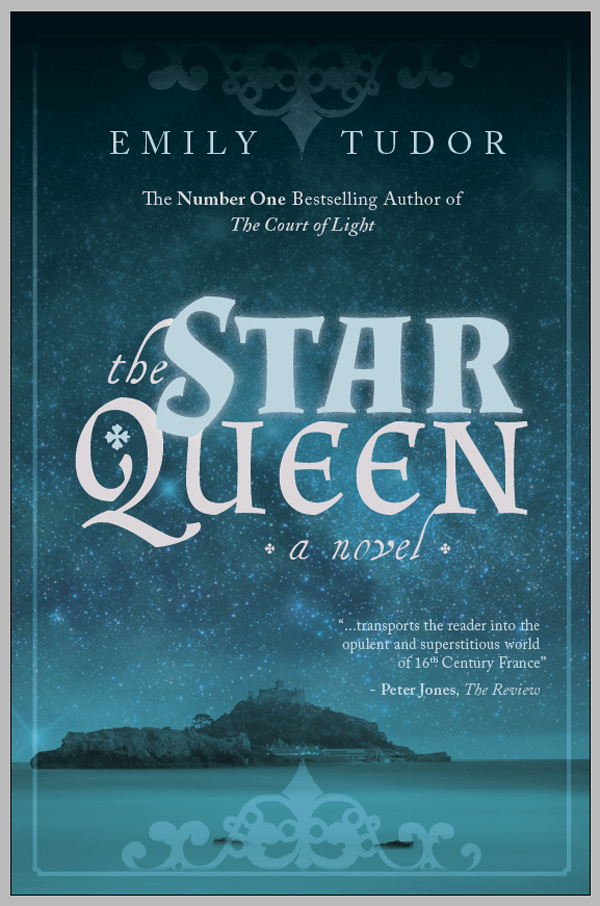 EMILY TUDOR
The Number One Bestselling Author of
The Court of Light
the STAR
QUEEN
a novel
“...transports the reader into the
opulent and superstitious world
of 16th Century France”
- Peter Jones, The Review